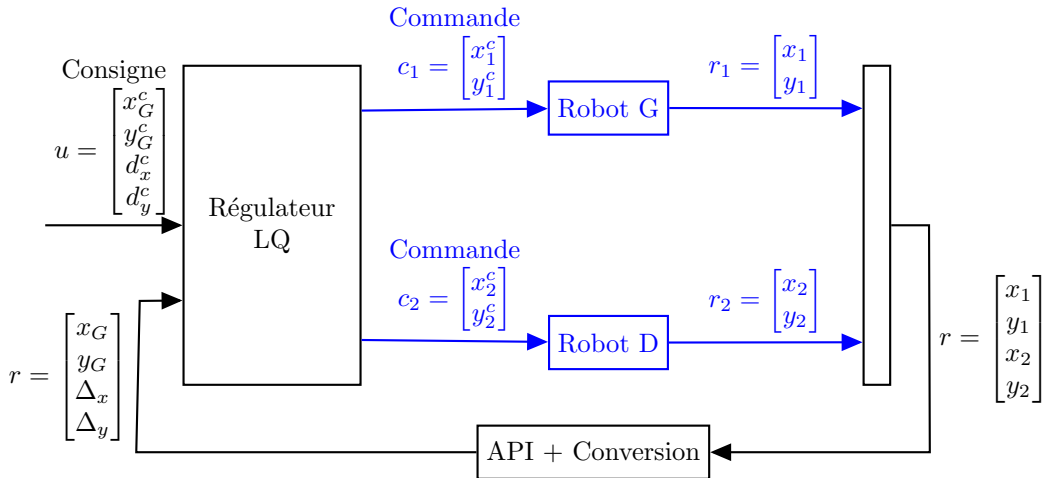 Commande
c_1 = [x_1^c y_1^c]
r_1 = [x_1 y_1]
Consigne
u = [x_G^c y_G^c d_x^c d_y^c]
Robot G
Régulateur
LQ
Commande
c_2 = [x_2^c y_2^c]
r_2 = [x_2 y_2]
Robot D
r = [x_G y_G Δ_x Δ_y]
r = [x_1 y_1 x_2 y_2]
API + Conversion